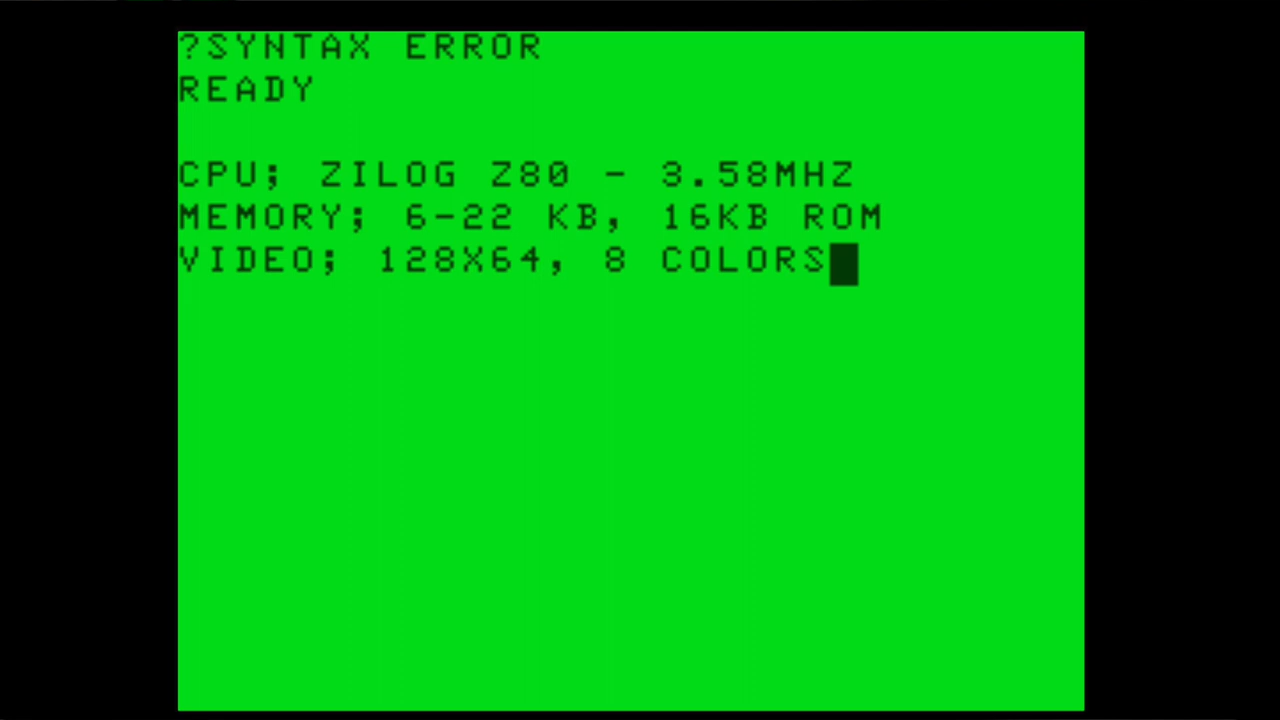 ?SYNTAX ERROR
READY
CPU; ZILOG Z80 - 3.58MHZ
MEMORY; 6-22 KB, 16KB ROM
VIDEO; 128X64, 8 COLORS